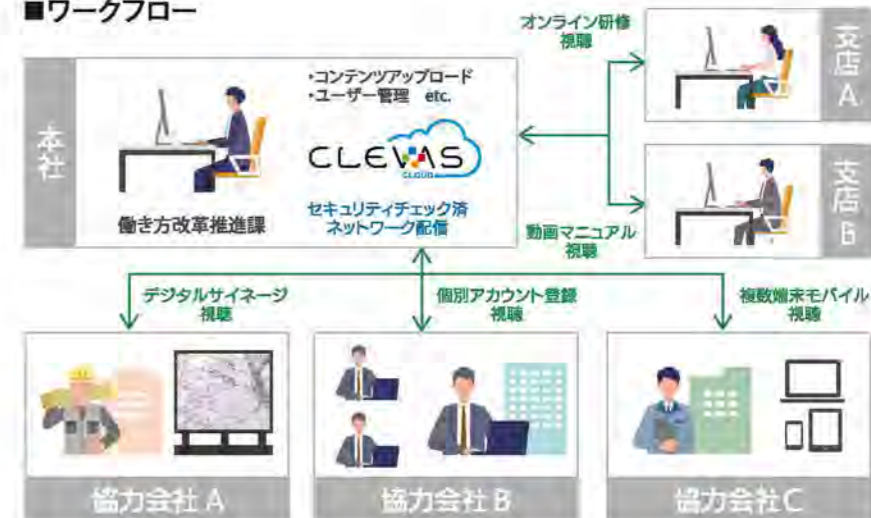 ■ワークフロー
オンライン研修
視聴
支店A
・コンテンツアップロード
・ユーザー管理 etc.
本社
CLEVAS
CLOUD
働き方改革推進課
セキュリティチェック済
ネットワーク配信
動画マニュアル
視聴
支店B
デジタルサイネージ
視聴
個別アカウント登録
視聴
複数端末モバイル
視聴
協力会社 A
協力会社 B
協力会社 C